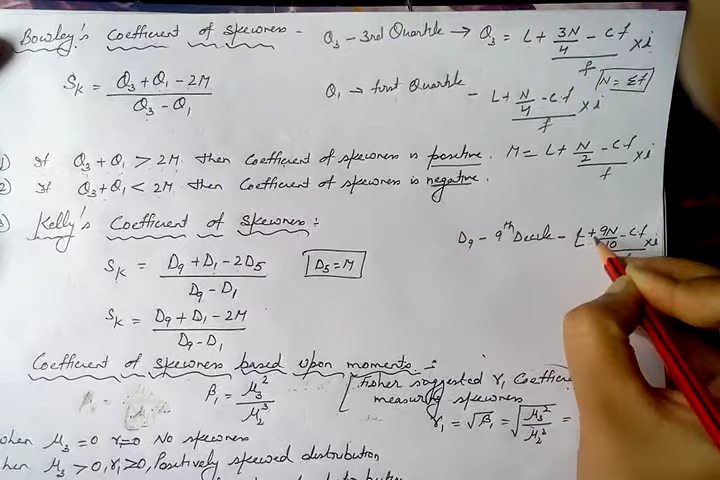 Bowley's Coefficient of Skewness -
Q3 - 3rd Quartile → Q3 = L + (3N/4 - Cf)/f × i
N = Σf
SK = (Q3 + Q1 - 2M)/(Q3 - Q1)
Q1 → first Quartile - L + (N/4 - Cf)/f × i
1) If Q3 + Q1 > 2M then Coefficient of skewness is positive. M = L + (N/2 - Cf)/f × i
2) If Q3 + Q1 < 2M then Coefficient of skewness is negative.
Kelly's Coefficient of Skewness :-
D9 - 9th Decile - L + (9N/10 - Cf × i
SK = (D9 + D1 - 2D5)/(D9 - D1)
D5 = M
SK = (D9 + D1 - 2M)/(D9 - D1)
Coefficient of skewness based upon moments :-
β1 = μ3²/μ2³
fisher suggested γ1 Coeffici
measuring skewness
γ1 = √β1 = √(μ3²/μ2³) =
when μ3 = 0 γ1=0 No skewness
hen μ3 > 0, γ1 > 0, Positively skewed distribution